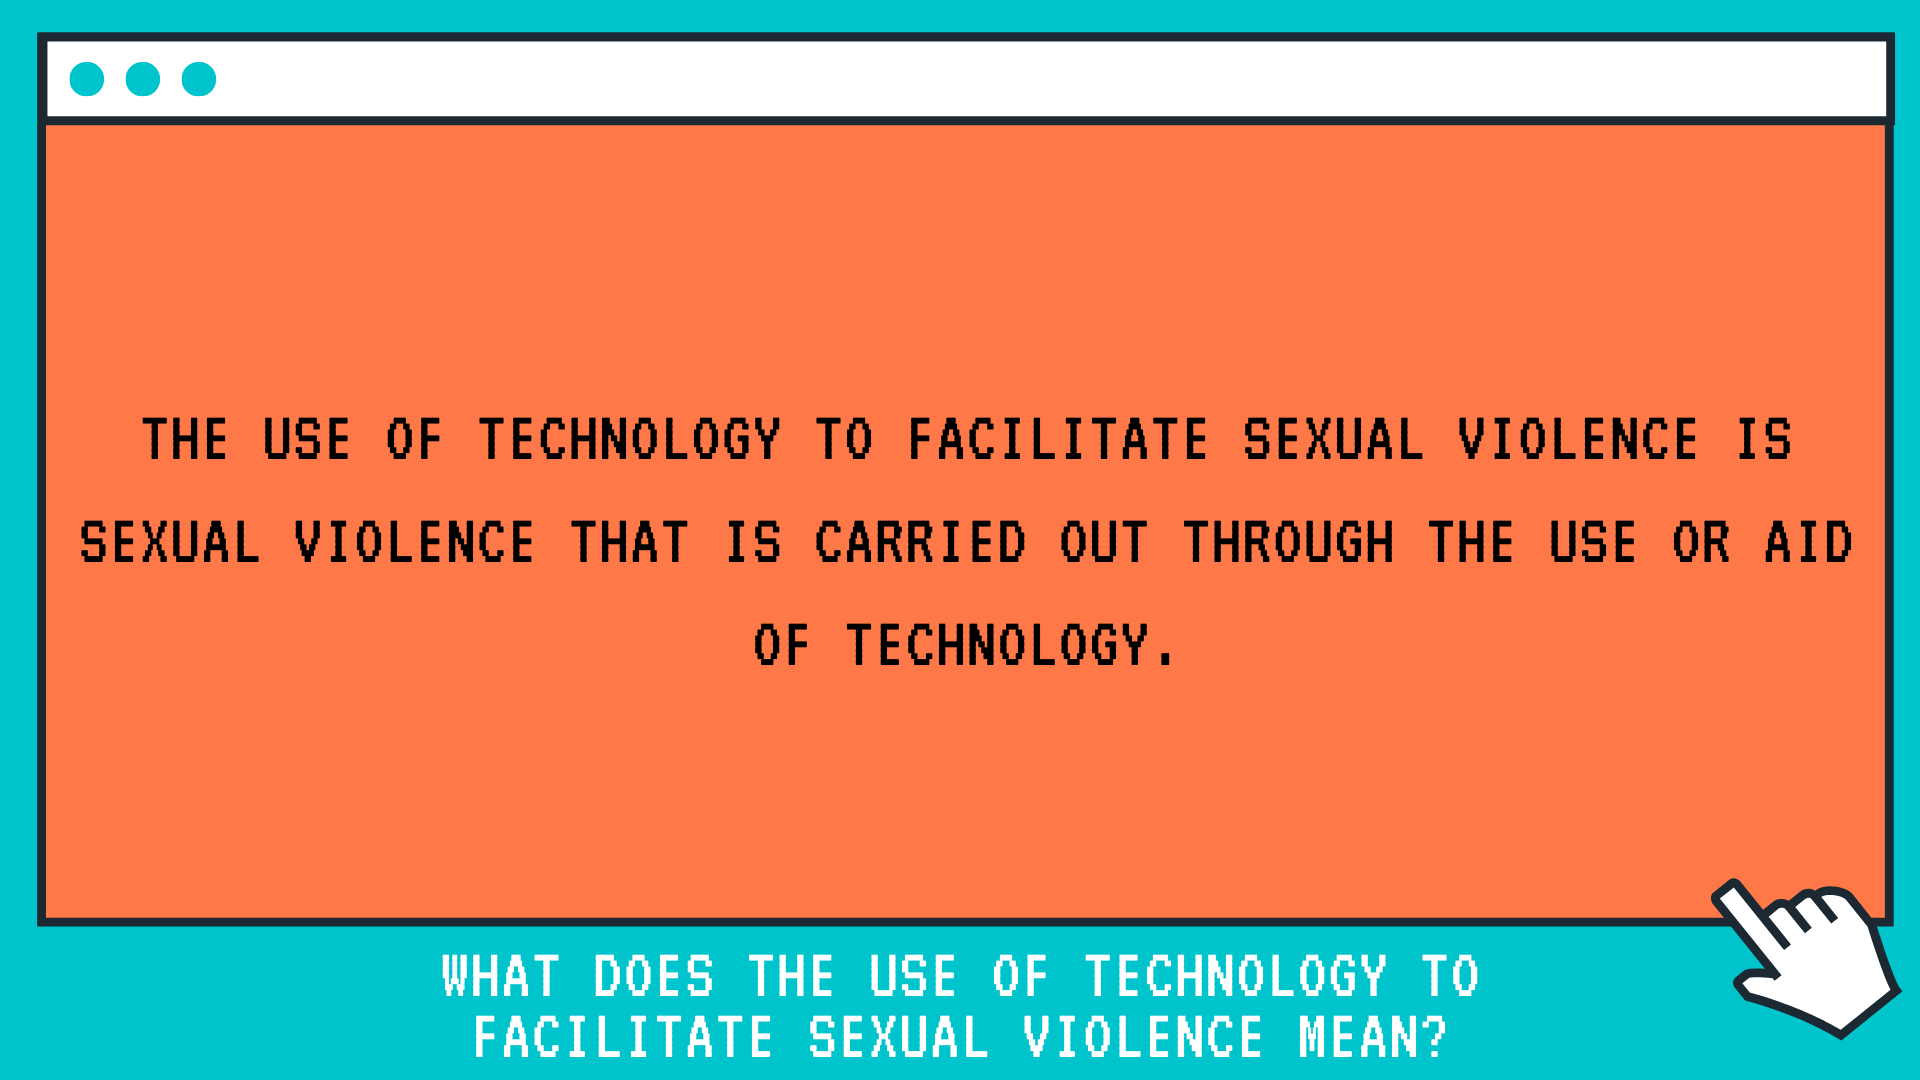 THE USE OF TECHNOLOGY TO FACILITATE SEXUAL VIOLENCE IS
SEXUAL VIOLENCE THAT IS CARRIED OUT THROUGH THE USE OR AID
OF TECHNOLOGY.
WHAT DOES THE USE OF TECHNOLOGY TO
FACILITATE SEXUAL VIOLENCE MEAN?